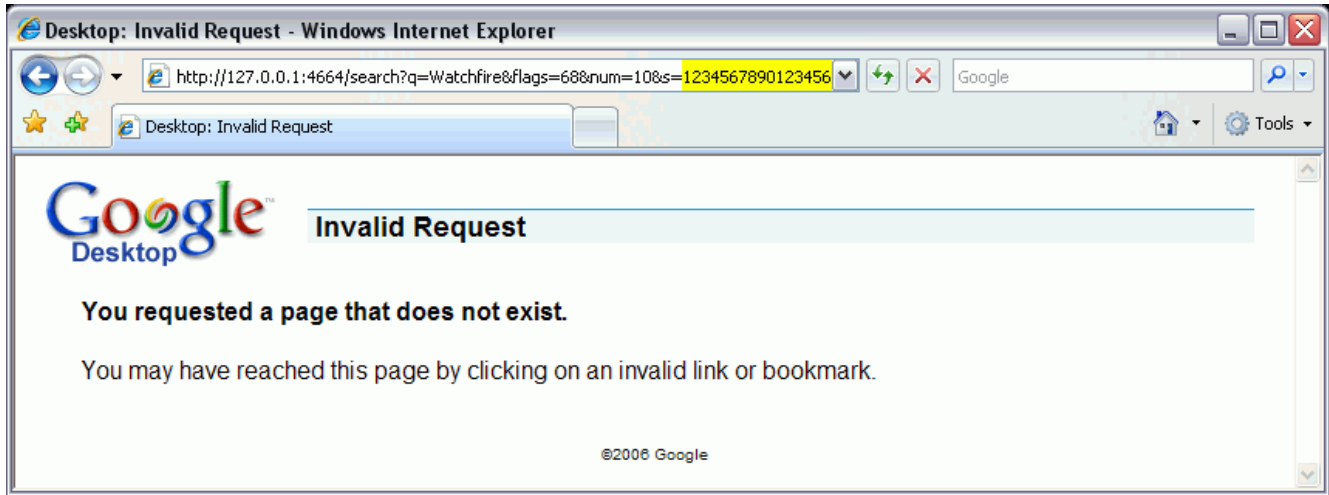 Desktop: Invalid Request - Windows Internet Explorer
http://127.0.0.1:4664/search?q=Watchfire&flags=68&num=10&s=1234567890123456
Google
Desktop: Invalid Request
Tools
Google™
Desktop
Invalid Request
You requested a page that does not exist.
You may have reached this page by clicking on an invalid link or bookmark.
©2006 Google